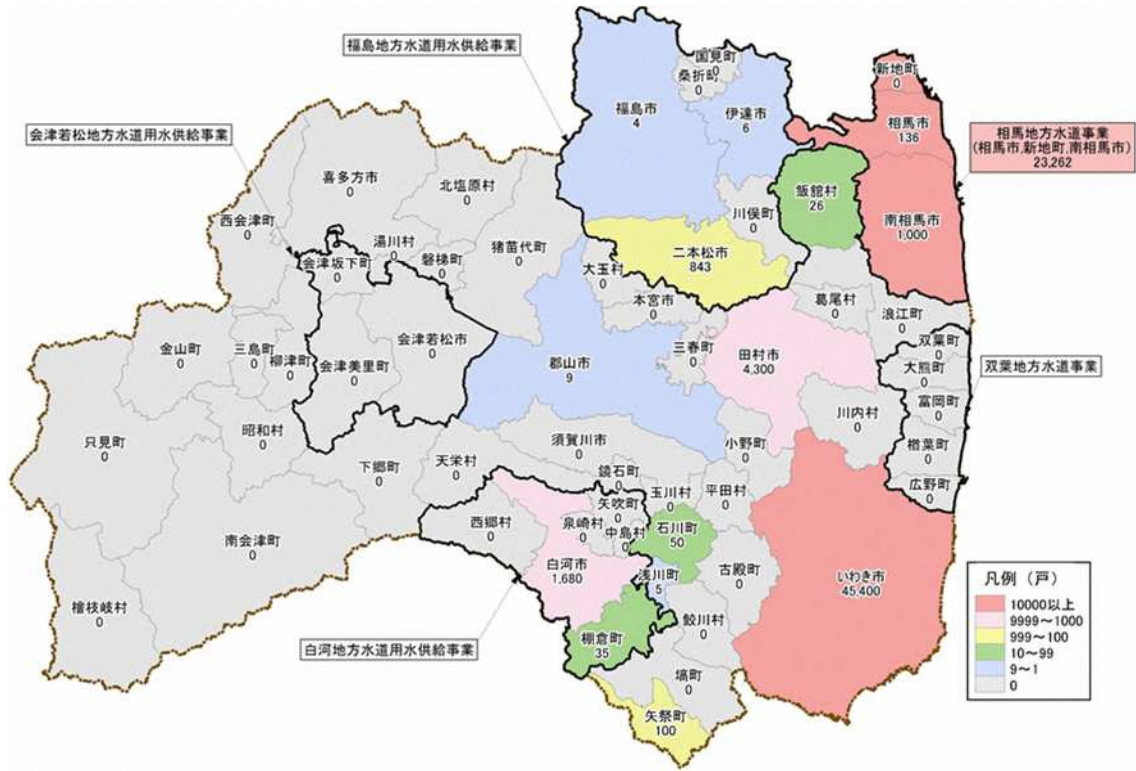 福島地方水道用水供給事業
会津若松地方水道用水供給事業
国見町
0
桑折町
0
新地町
0
福島市
4
伊達市
6
相馬市
136
相馬地方水道事業
(相馬市,新地町,南相馬市)
23,262
喜多方市
0
北塩原村
0
飯舘村
26
西会津町
0
川俣町
0
南相馬市
1,000
湯川村
0
猪苗代町
0
磐梯町
0
二本松市
843
会津坂下町
0
大玉村
0
本宮市
0
葛尾村
0
浪江町
0
双葉町
0
金山町
0
三島町
0
柳津町
0
会津美里町
0
会津若松市
0
郡山市
9
三春町
0
田村市
4,300
大熊町
0
双葉地方水道事業
富岡町
0
川内村
0
只見町
0
昭和村
0
須賀川市
0
小野町
0
楢葉町
0
下郷町
0
天栄村
0
鏡石町
0
広野町
0
玉川村
0
平田村
0
矢吹町
0
西郷村
0
泉崎村
0
中島村
0
石川町
50
南会津町
0
白河市
1,680
浅川町
5
古殿町
0
いわき市
45,400
檜枝岐村
0
鮫川村
0
棚倉町
35
白河地方水道用水供給事業
塙町
0
矢祭町
100
凡例(戸)
10000以上
9999~1000
999~100
10~99
9~1
0